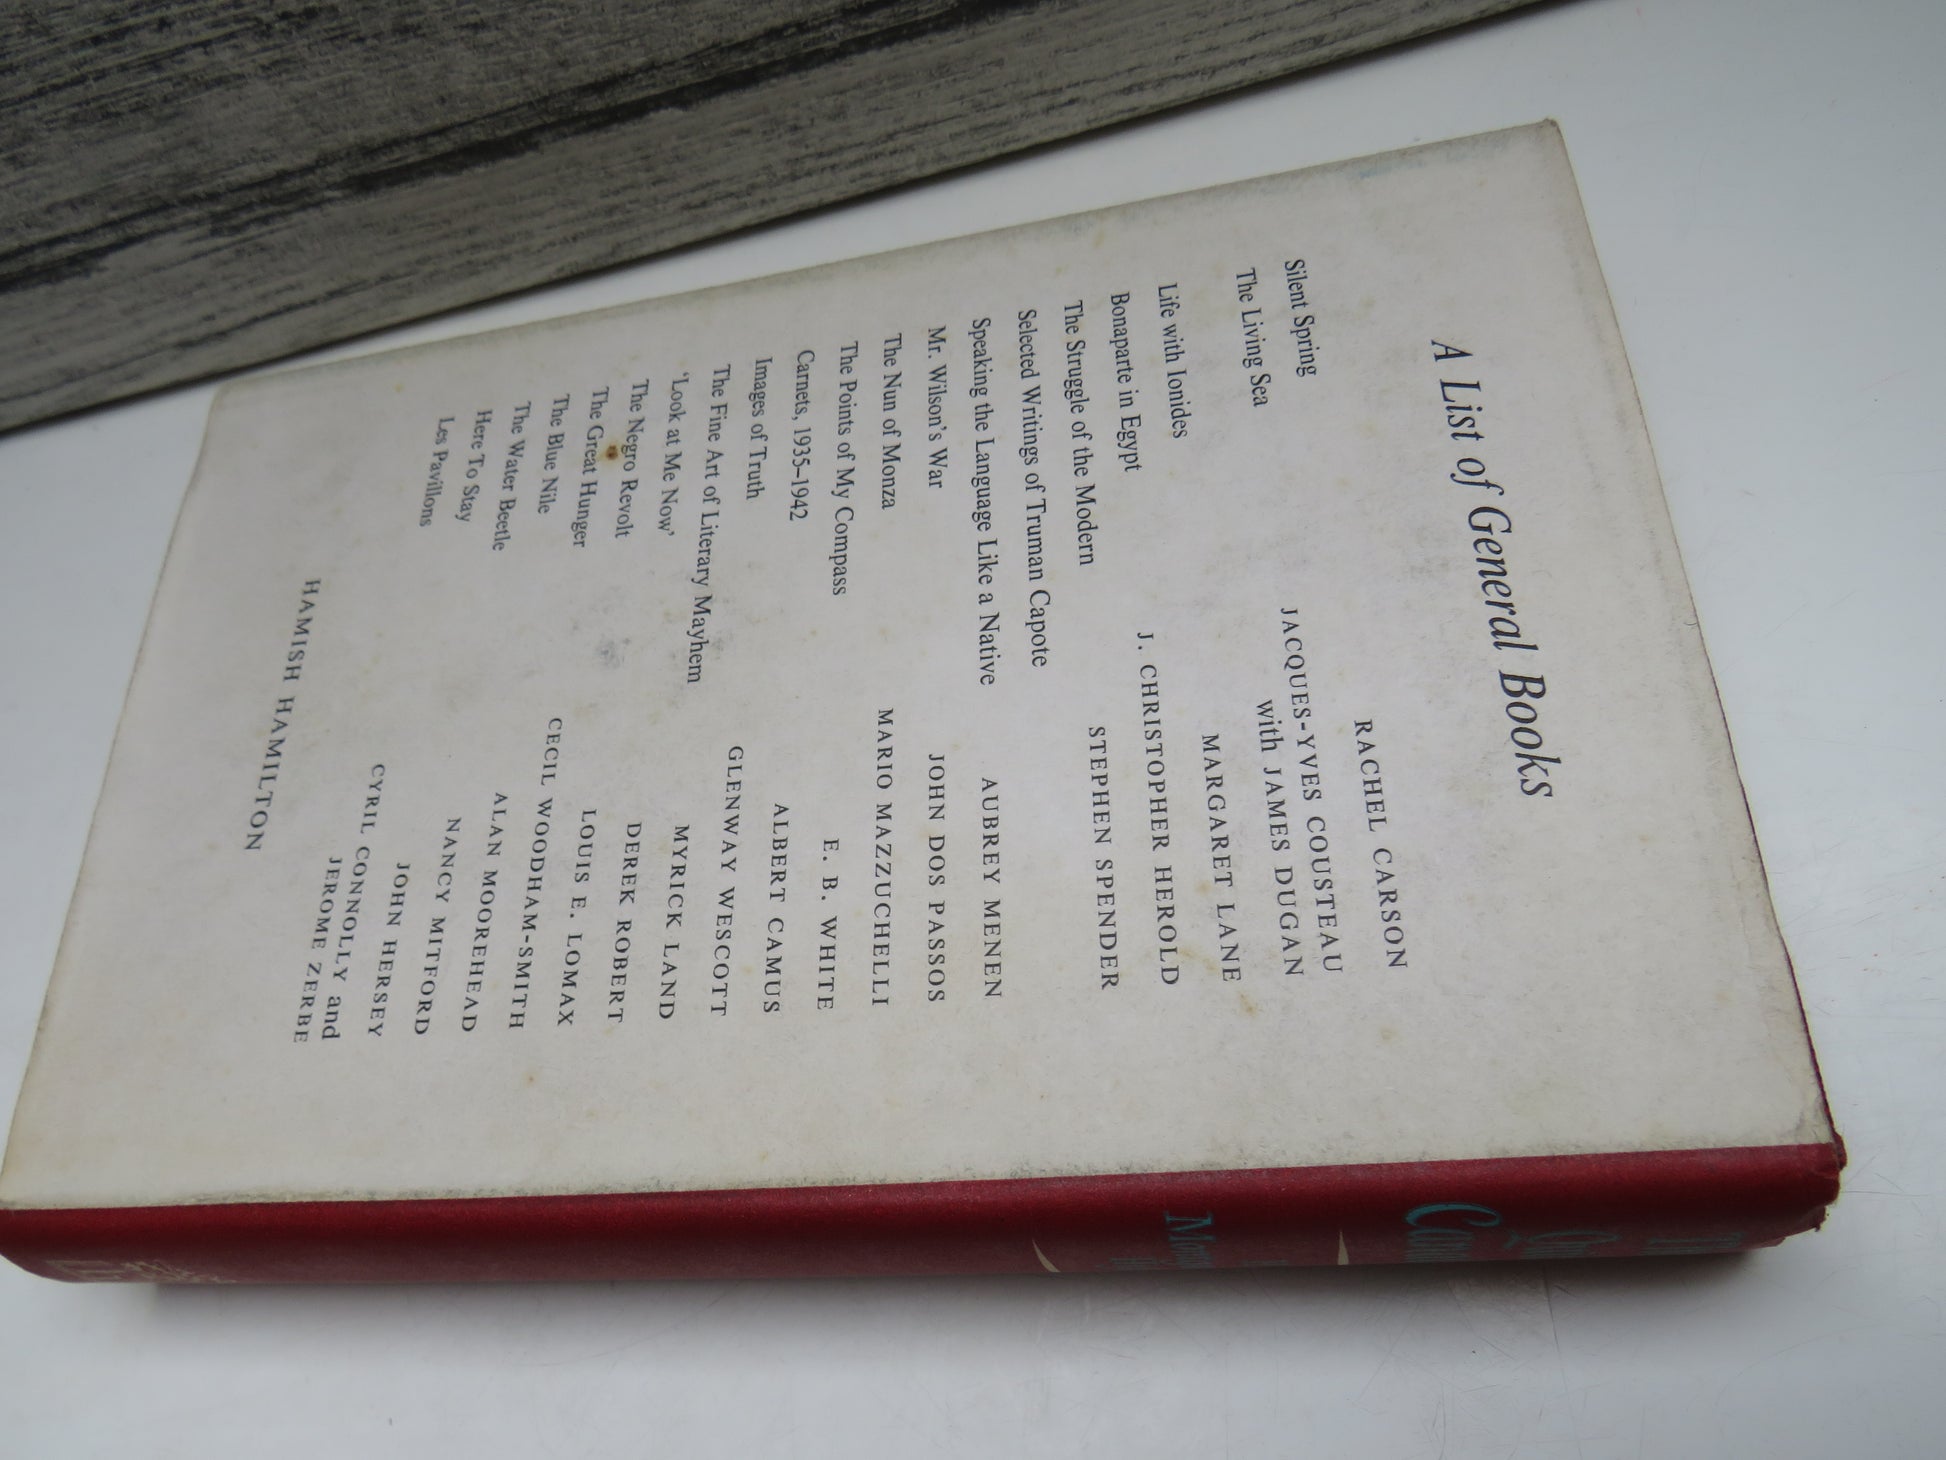 A List of General Books
Silent Spring RACHEL CARSON
The Living Sea JACQUES-YVES COUSTEAU
with JAMES DUGAN
Life with Ionides MARGARET LANE
Bonaparte in Egypt J. CHRISTOPHER HEROLD
The Struggle of the Modern STEPHEN SPENDER
Selected Writings of Truman Capote
Speaking the Language Like a Native AUBREY MENEN
Mr. Wilson's War JOHN DOS PASSOS
The Nun of Monza MARIO MAZZUCHELLI
The Points of My Compass E. B. WHITE
Carnets, 1935–1942 ALBERT CAMUS
Images of Truth GLENWAY WESCOTT
The Fine Art of Literary Mayhem MYRICK LAND
'Look at Me Now' DEREK ROBERT
The Negro Revolt LOUIS E. LOMAX
The Great Hunger CECIL WOODHAM-SMITH
The Blue Nile ALAN MOOREHEAD
The Water Beetle NANCY MITFORD
Here To Stay JOHN HERSEY
Les Pavillons CYRIL CONNOLLY and
JEROME ZERBE
HAMISH HAMILTON